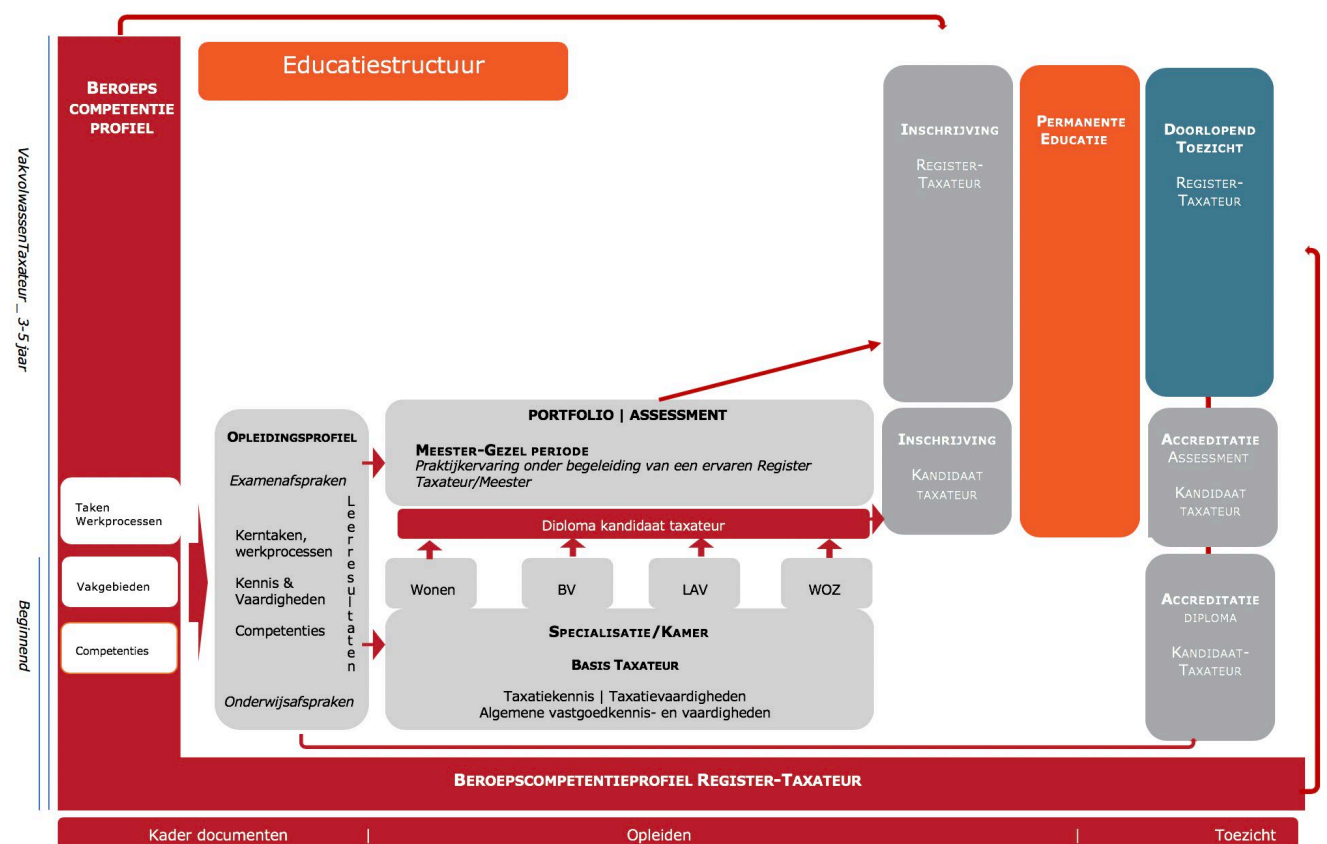 Educatiestructuur
BEROEPS
COMPETENTIE
PROFIEL
VakvolwassenTaxateur_ 3-5 jaar
Beginnend
Taken
Werkprocessen
Vakgebieden
Competenties
OPLEIDINGSPROFIEL
Examenafspraken
Kerntaken,
werkprocessen
Kennis &
Vaardigheden
Competenties
Onderwijsafspraken
Leerresultaten
PORTFOLIO | ASSESSMENT
MEESTER-GEZEL PERIODE
Praktijkervaring onder begeleiding van een ervaren Register
Taxateur/Meester
Diploma kandidaat taxateur
Wonen
BV
LAV
WOZ
SPECIALISATIE/KAMER
BASIS TAXATEUR
Taxatiekennis | Taxatievaardigheden
Algemene vastgoedkennis- en vaardigheden
INSCHRIJVING
REGISTER-
TAXATEUR
INSCHRIJVING
KANDIDAAT
TAXATEUR
PERMANENTE
EDUCATIE
DOORLOPEND
TOEZICHT
REGISTER-
TAXATEUR
ACCREDITATIE
ASSESSMENT
KANDIDAAT
TAXATEUR
ACCREDITATIE
DIPLOMA
KANDIDAAT-
TAXATEUR
BEROEPSCOMPETENTIEPROFIEL REGISTER-TAXATEUR
Kader documenten | Opleiden | Toezicht